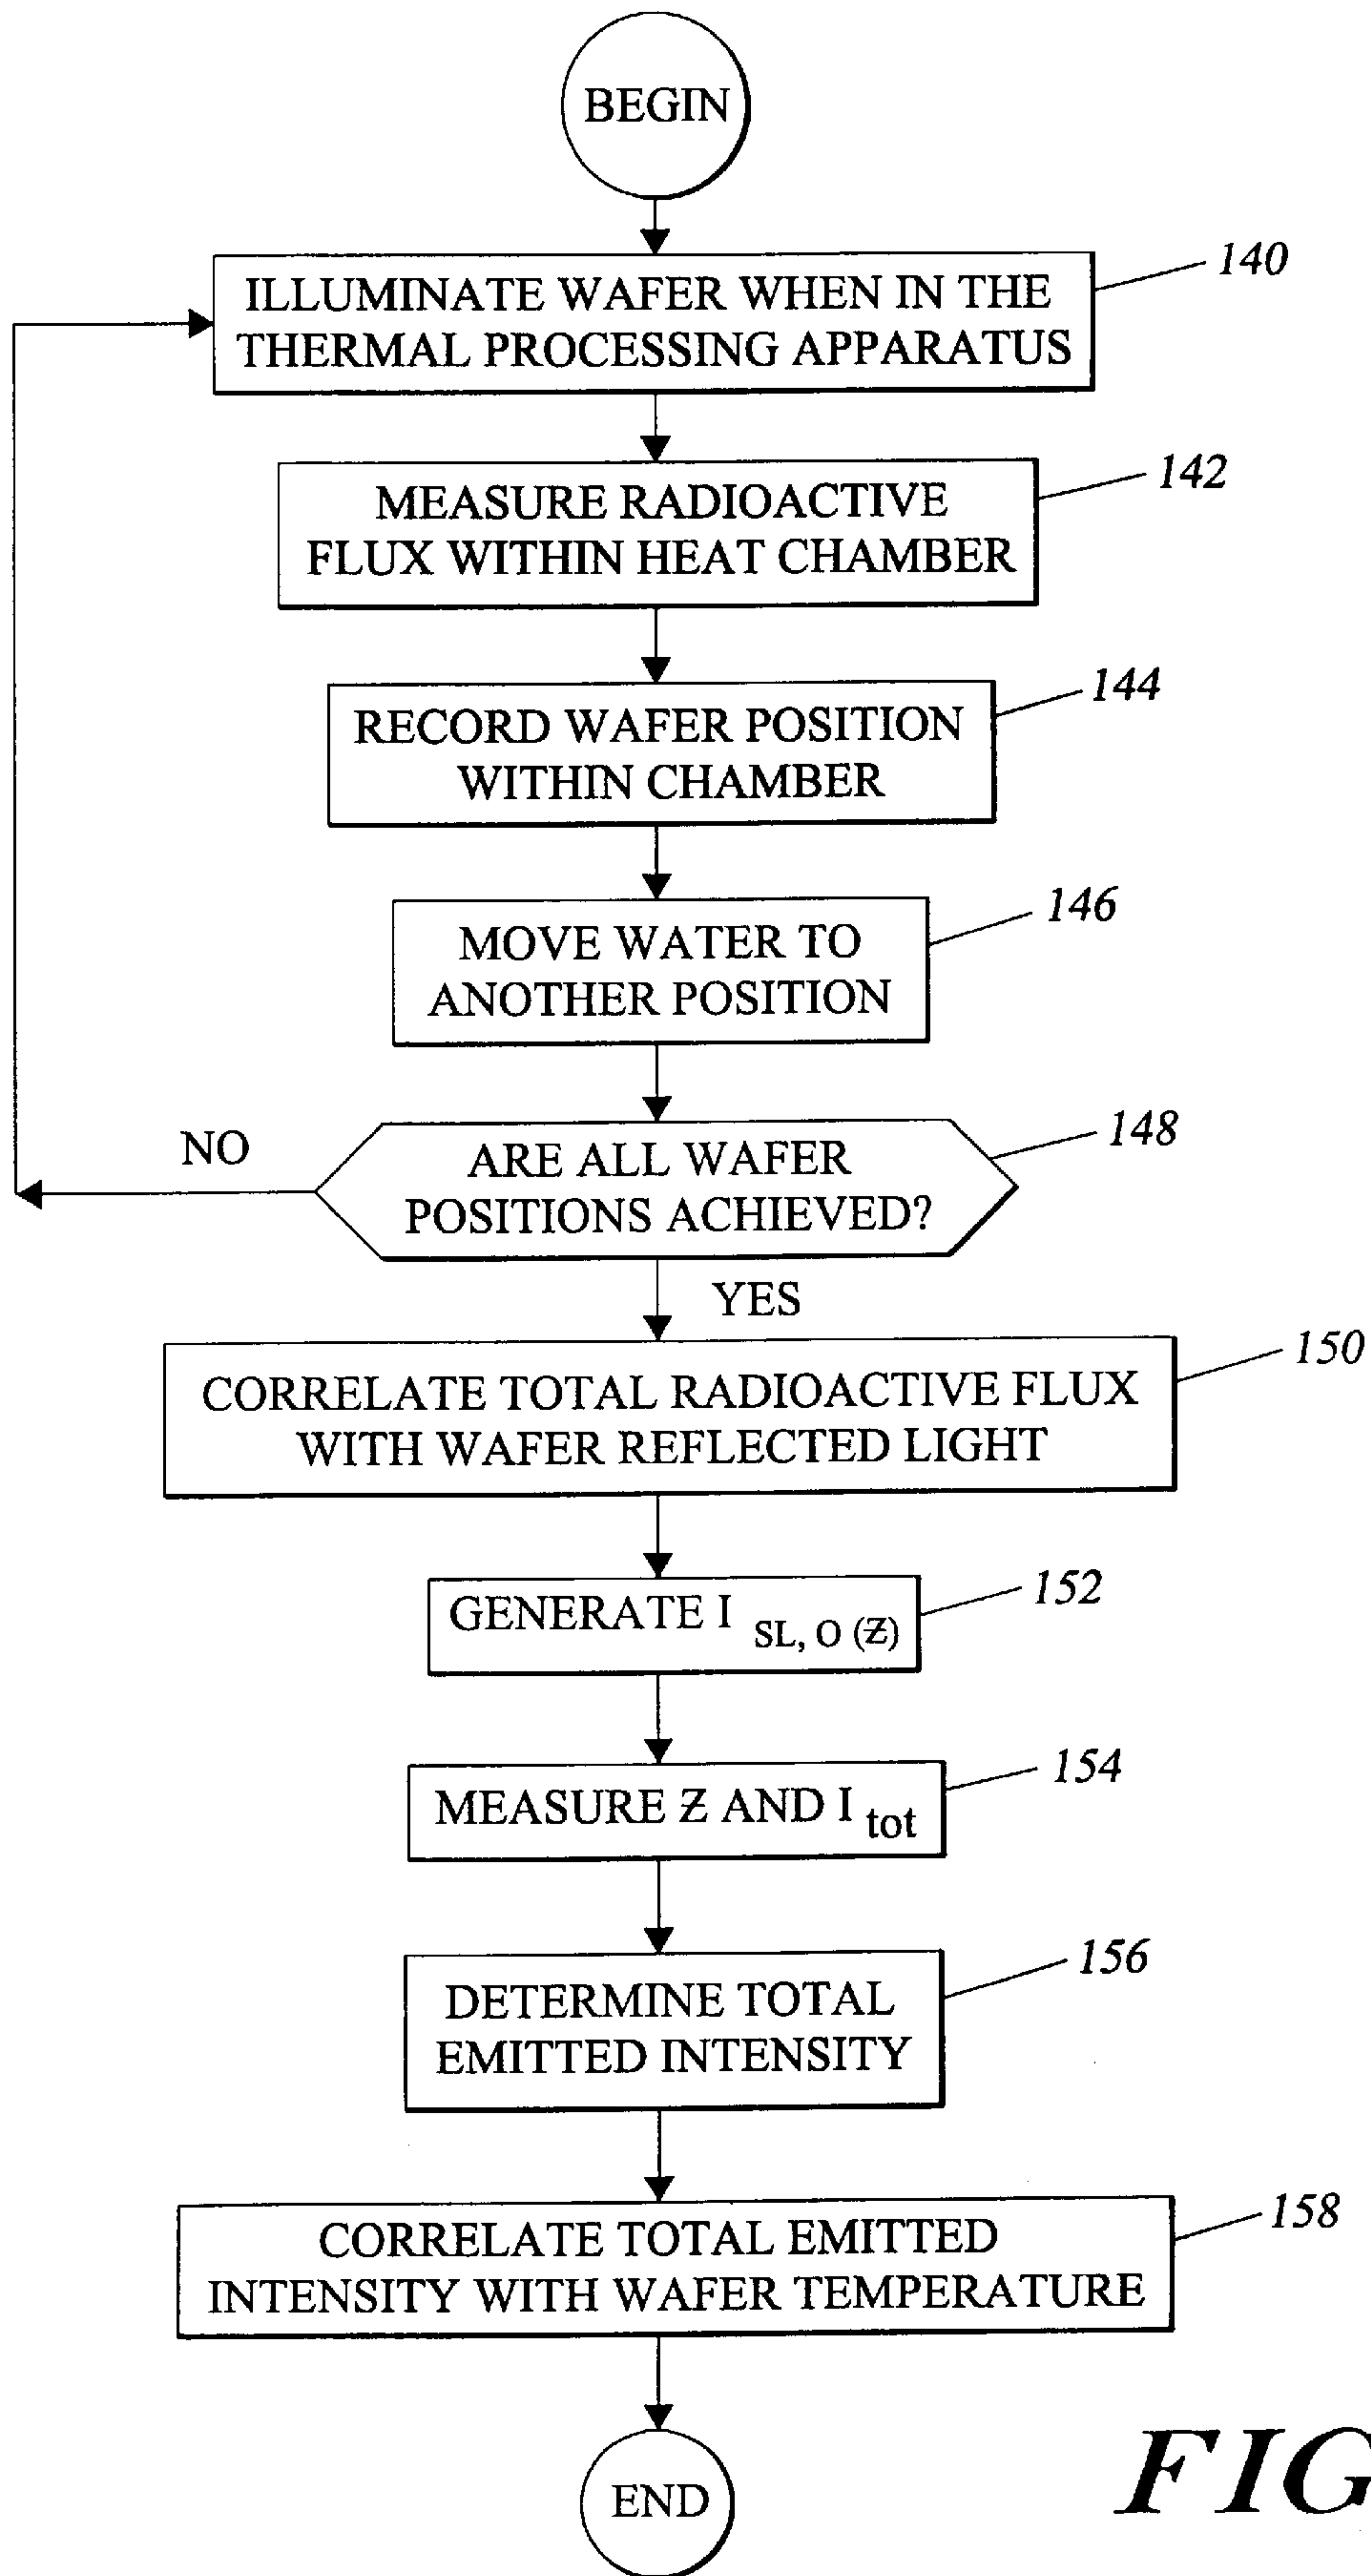 BEGIN
ILLUMINATE WAFER WHEN IN THE
THERMAL PROCESSING APPARATUS
140
MEASURE RADIOACTIVE
FLUX WITHIN HEAT CHAMBER
142
RECORD WAFER POSITION
WITHIN CHAMBER
144
MOVE WATER TO
ANOTHER POSITION
146
NO
ARE ALL WAFER
POSITIONS ACHIEVED?
148
YES
CORRELATE TOTAL RADIOACTIVE FLUX
WITH WAFER REFLECTED LIGHT
150
GENERATE I SL, O (Ƶ)
152
MEASURE Ƶ AND I tot
154
DETERMINE TOTAL
EMITTED INTENSITY
156
CORRELATE TOTAL EMITTED
INTENSITY WITH WAFER TEMPERATURE
158
END
FIG